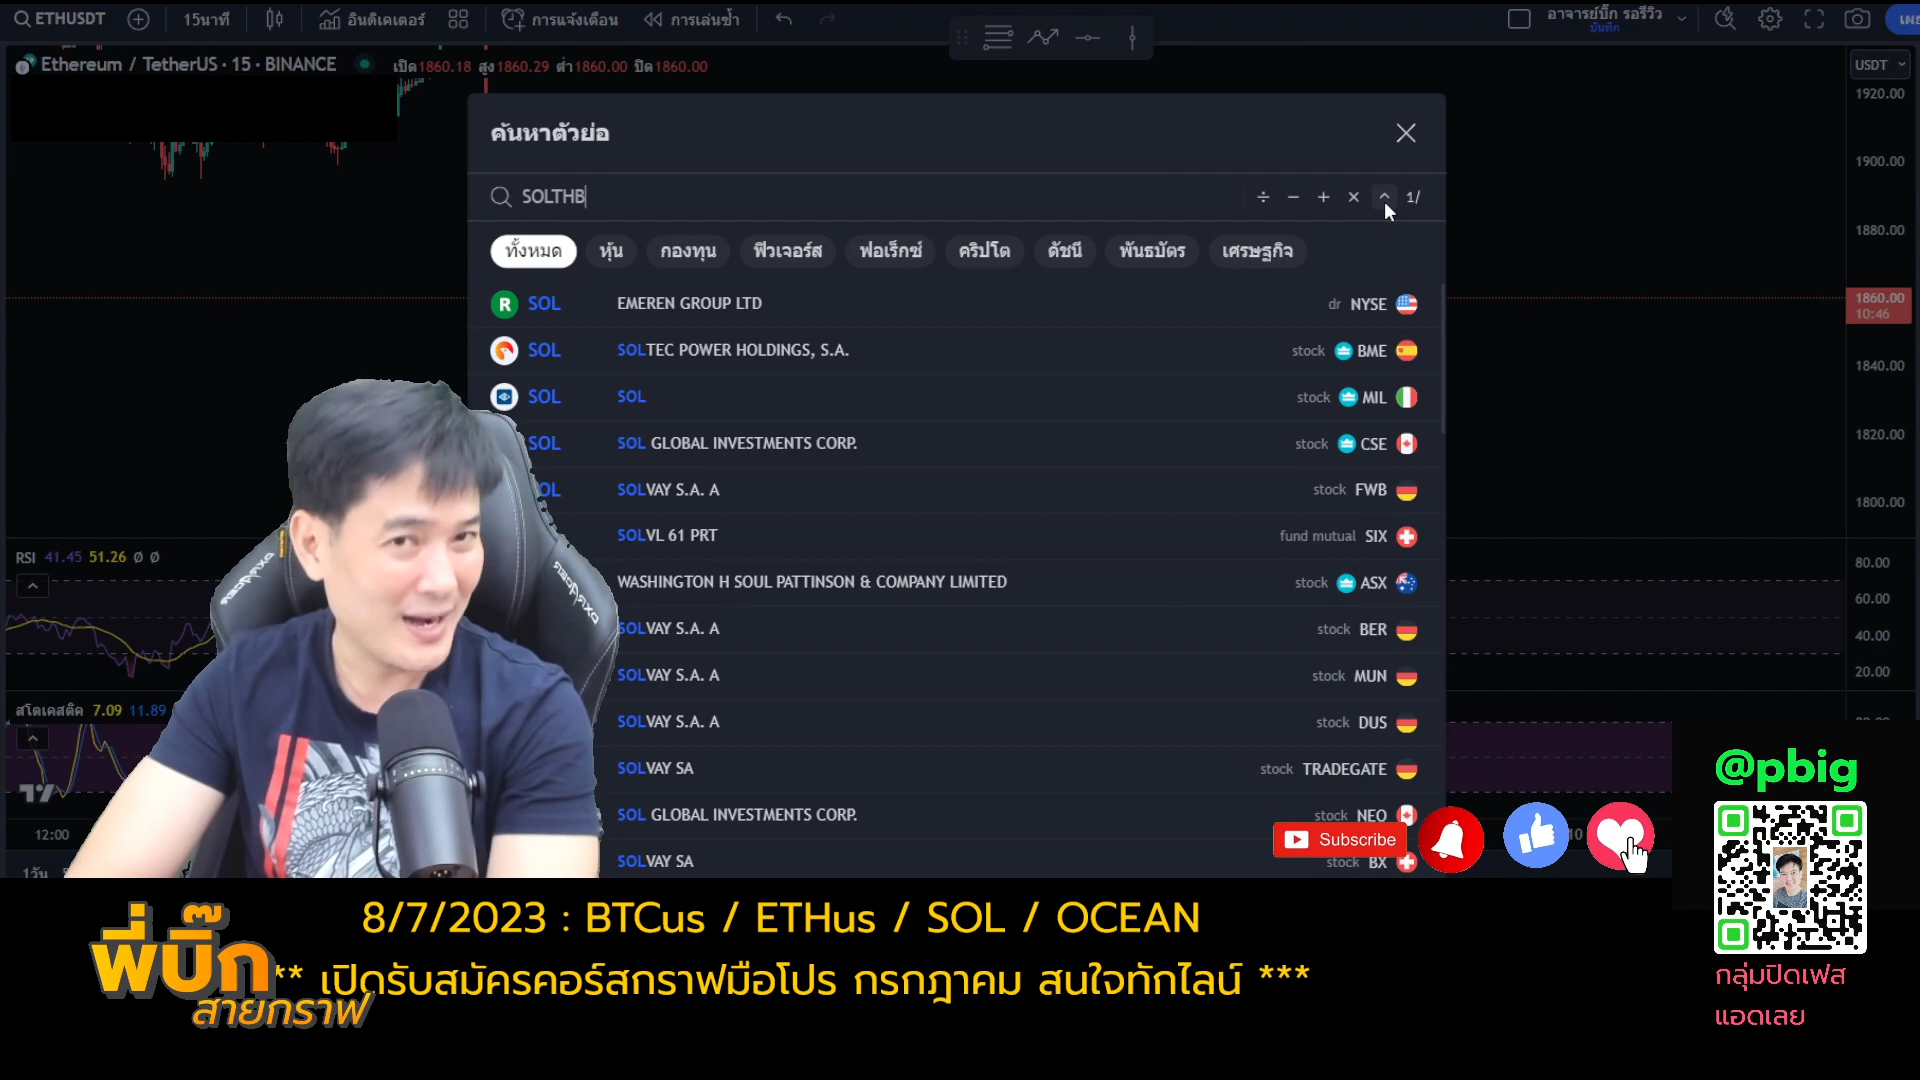 ETHUSDT
15นาที
อินดิเคเตอร์
การแจ้งเตือน
การเล่นซ้ำ
อาจารย์บิ๊ก รอรีวิว
บันทึก
Ethereum / TetherUS · 15 · BINANCE
เปิด1860.18 สูง1860.29 ต่ำ1860.00 ปิด1860.00
USDT
1920.00
1900.00
1880.00
1860.00
10:46
1840.00
1820.00
1800.00
ค้นหาตัวย่อ
SOLTHB
÷ − + × ^ 1/
ทั้งหมด หุ้น กองทุน ฟิวเจอร์ส ฟอเร็กซ์ คริปโต ดัชนี พันธบัตร เศรษฐกิจ
R SOL EMEREN GROUP LTD dr NYSE
SOL SOLTEC POWER HOLDINGS, S.A. stock BME
SOL SOL stock MIL
SOL SOL GLOBAL INVESTMENTS CORP. stock CSE
OL SOLVAY S.A. A stock FWB
SOLVL 61 PRT fund mutual SIX
WASHINGTON H SOUL PATTINSON & COMPANY LIMITED stock ASX
SOLVAY S.A. A stock BER
SOLVAY S.A. A stock MUN
SOLVAY S.A. A stock DUS
SOLVAY SA stock TRADEGATE
SOL GLOBAL INVESTMENTS CORP. stock NEO
SOLVAY SA stock BX
RSI 41.45 51.26 Ø Ø
80.00
60.00
40.00
20.00
สโตเคสติค 7.09 11.89
12:00
1วัน
DXRACER
DXRACER
Subscribe
@pbig
กลุ่มปิดเฟส
แอดเลย
พี่บิ๊ก
สายกราฟ
8/7/2023 : BTCus / ETHus / SOL / OCEAN
** เปิดรับสมัครคอร์สกราฟมือโปร กรกฎาคม สนใจทักไลน์ ***